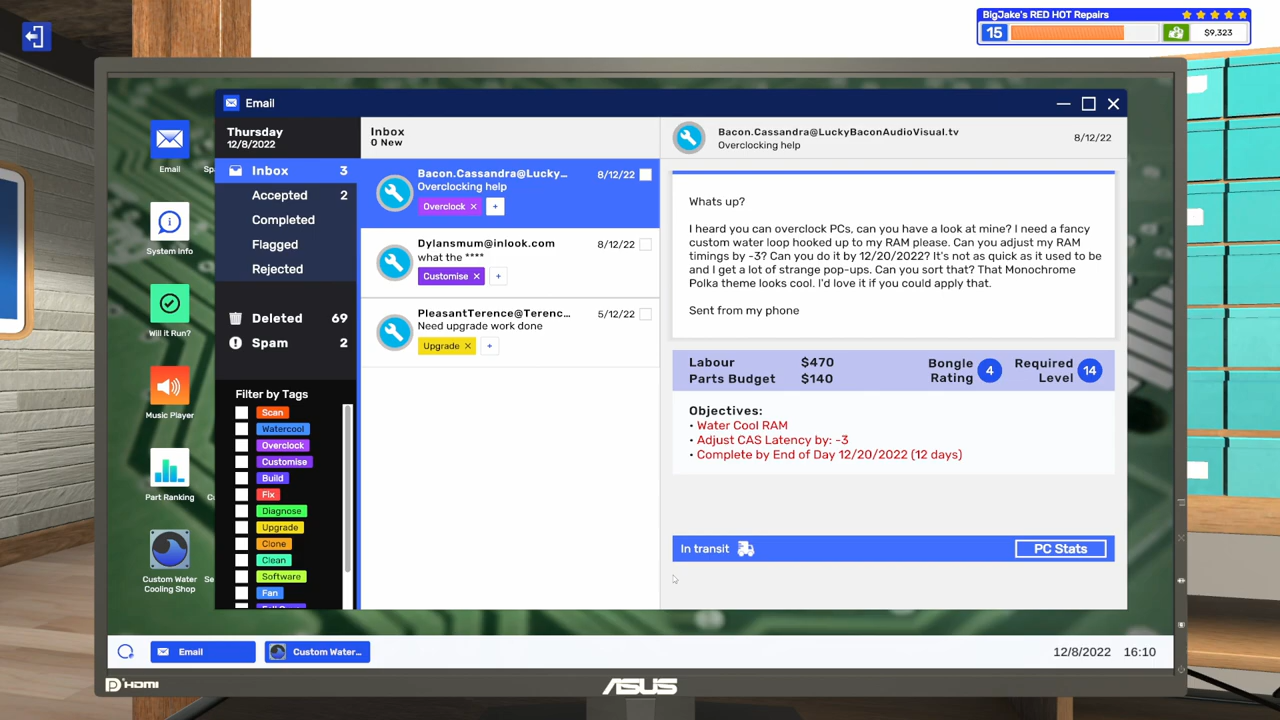 BigJake's RED HOT Repairs
15
$9,323
Email
Thursday
12/8/2022
Inbox 3
Accepted 2
Completed
Flagged
Rejected
Deleted 69
Spam 2
Filter by Tags
Scan
Watercool
Overclock
Customise
Build
Fix
Diagnose
Upgrade
Clone
Clean
Software
Fan
Inbox
0 New
Bacon.Cassandra@Lucky... 8/12/22
Overclocking help
Overclock × +
Dylansmum@inlook.com 8/12/22
what the ****
Customise × +
PleasantTerence@Terenc... 5/12/22
Need upgrade work done
Upgrade × +
Bacon.Cassandra@LuckyBaconAudioVisual.tv
Overclocking help
8/12/22
Whats up?
I heard you can overclock PCs, can you have a look at mine? I need a fancy
custom water loop hooked up to my RAM please. Can you adjust my RAM
timings by -3? Can you do it by 12/20/2022? It's not as quick as it used to be
and I get a lot of strange pop-ups. Can you sort that? That Monochrome
Polka theme looks cool. I'd love it if you could apply that.
Sent from my phone
Labour $470
Parts Budget $140
Bongle
Rating 4
Required
Level 14
Objectives:
• Water Cool RAM
• Adjust CAS Latency by: -3
• Complete by End of Day 12/20/2022 (12 days)
In transit
PC Stats
Email
System Info
Will it Run?
Music Player
Part Ranking
Custom Water
Cooling Shop
Email
Custom Water...
12/8/2022 16:10
HDMI
ASUS